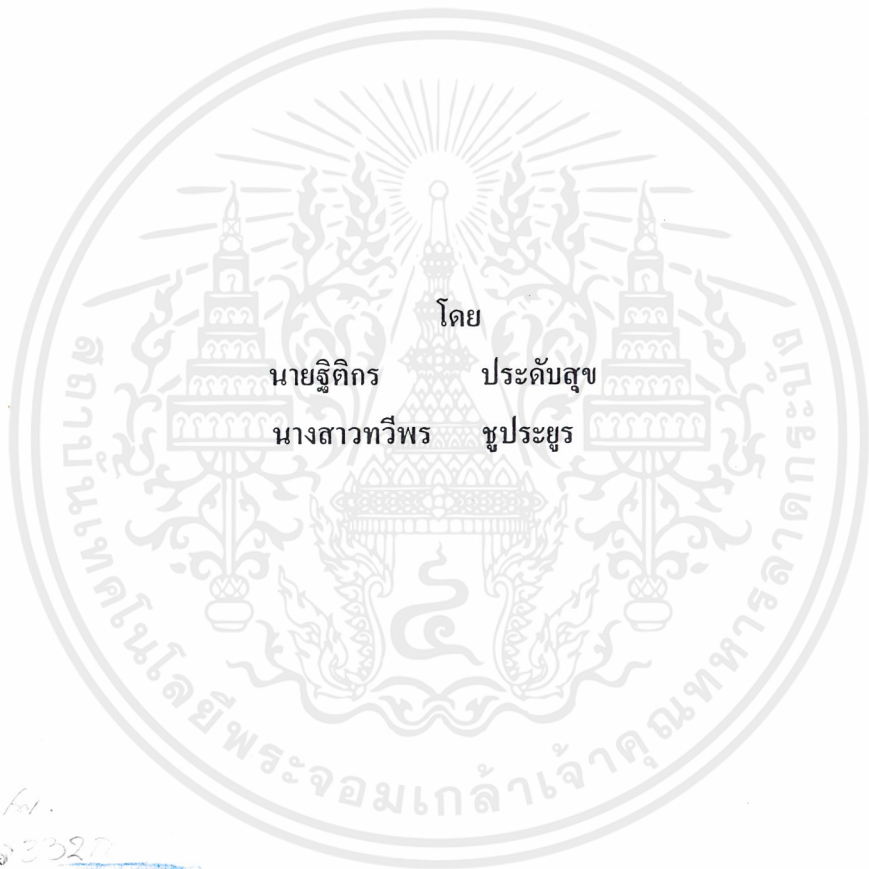 โดย
นายฐิติกร ประดับสุข
นางสาวทวีพร ชูประยูร
สถาบันเทคโนโลยีพระจอมเกล้าเจ้าคุณทหารลาดกระบัง